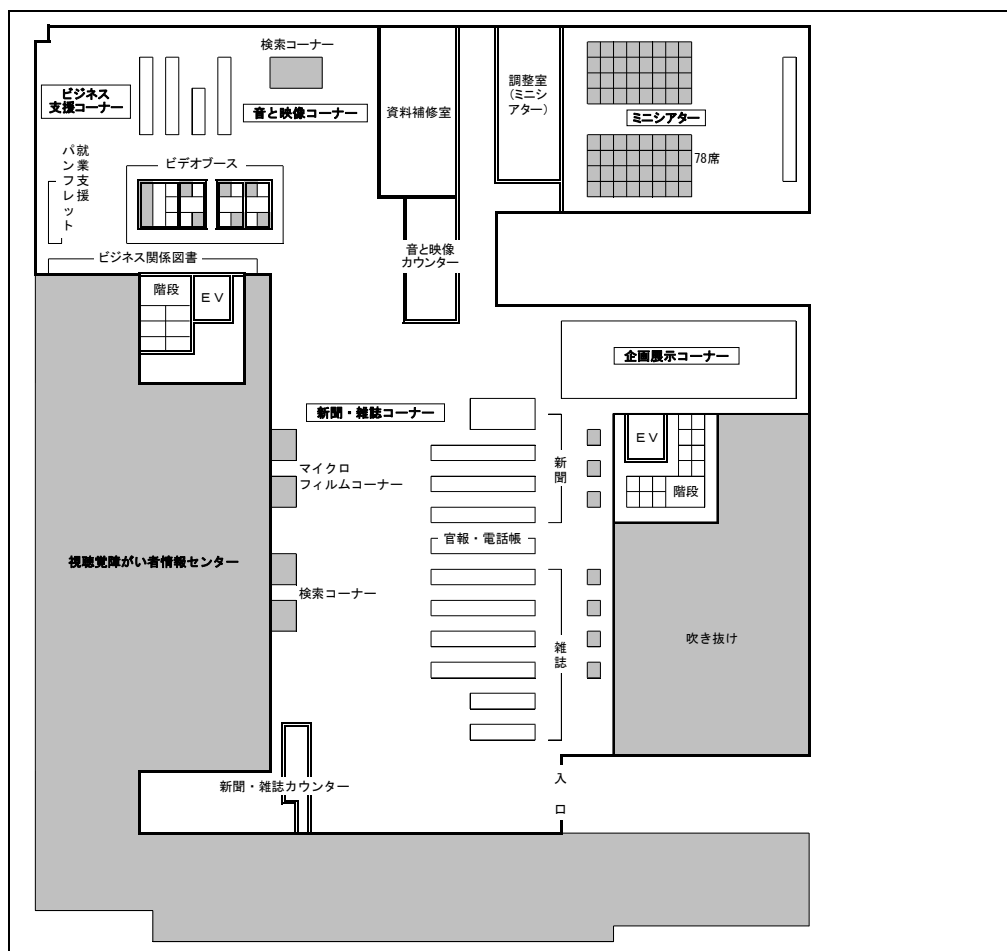 検索コーナー
ビジネス
支援コーナー
音と映像コーナー
資料補修室
調整室
(ミニシ
アター)
ミニシアター
78席
就業支援
パンフレット
ビデオブース
ビジネス関係図書
音と映像
カウンター
階段
EV
企画展示コーナー
新聞・雑誌コーナー
EV
階段
新聞
マイクロ
フィルムコーナー
官報・電話帳
視聴覚障がい者情報センター
検索コーナー
雑誌
吹き抜け
新聞・雑誌カウンター
入口